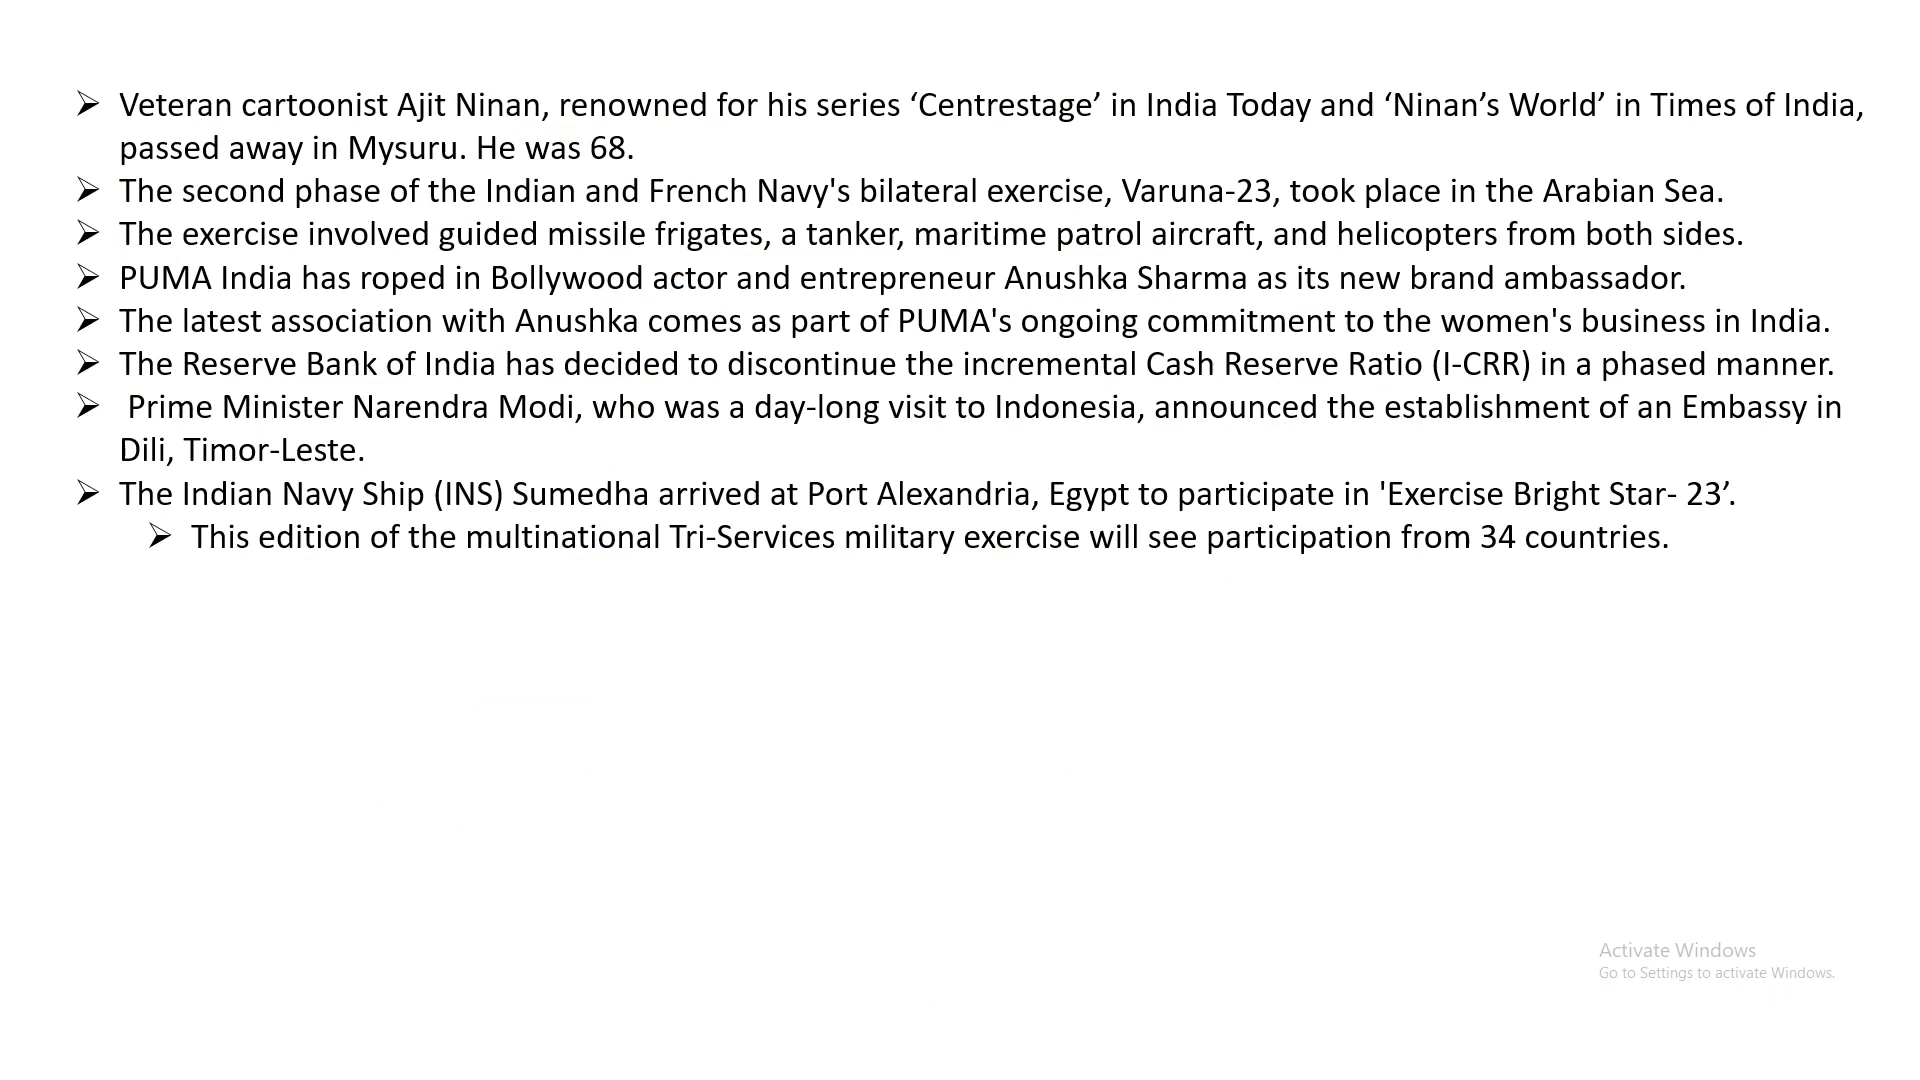 ➢ Veteran cartoonist Ajit Ninan, renowned for his series ‘Centrestage’ in India Today and ‘Ninan’s World’ in Times of India,
passed away in Mysuru. He was 68.
➢ The second phase of the Indian and French Navy's bilateral exercise, Varuna-23, took place in the Arabian Sea.
➢ The exercise involved guided missile frigates, a tanker, maritime patrol aircraft, and helicopters from both sides.
➢ PUMA India has roped in Bollywood actor and entrepreneur Anushka Sharma as its new brand ambassador.
➢ The latest association with Anushka comes as part of PUMA's ongoing commitment to the women's business in India.
➢ The Reserve Bank of India has decided to discontinue the incremental Cash Reserve Ratio (I-CRR) in a phased manner.
➢ Prime Minister Narendra Modi, who was a day-long visit to Indonesia, announced the establishment of an Embassy in
Dili, Timor-Leste.
➢ The Indian Navy Ship (INS) Sumedha arrived at Port Alexandria, Egypt to participate in 'Exercise Bright Star- 23’.
➢ This edition of the multinational Tri-Services military exercise will see participation from 34 countries.
Activate Windows
Go to Settings to activate Windows.